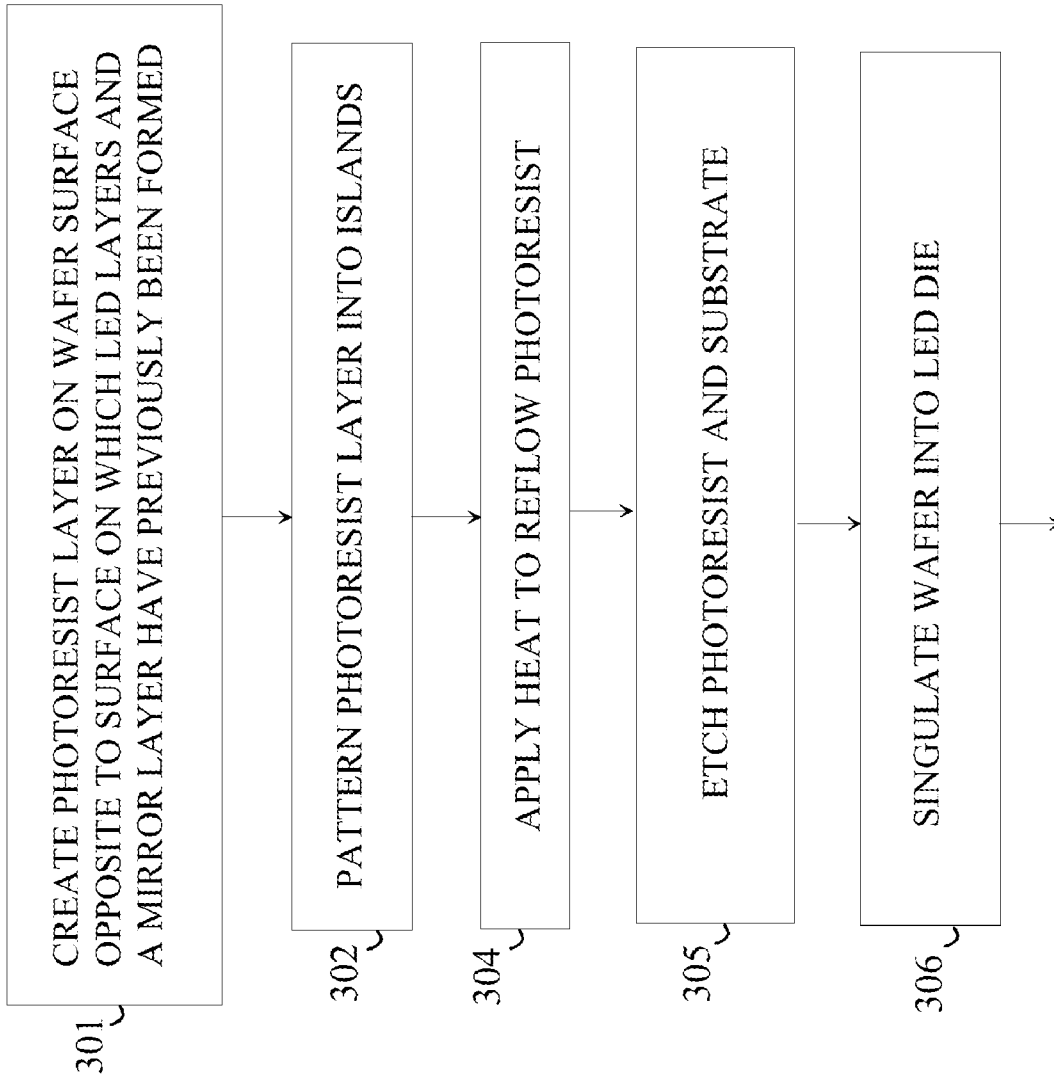 301
CREATE PHOTORESIST LAYER ON WAFER SURFACE
OPPOSITE TO SURFACE ON WHICH LED LAYERS AND
A MIRROR LAYER HAVE PREVIOUSLY BEEN FORMED
302
PATTERN PHOTORESIST LAYER INTO ISLANDS
304
APPLY HEAT TO REFLOW PHOTORESIST
305
ETCH PHOTORESIST AND SUBSTRATE
306
SINGULATE WAFER INTO LED DIE